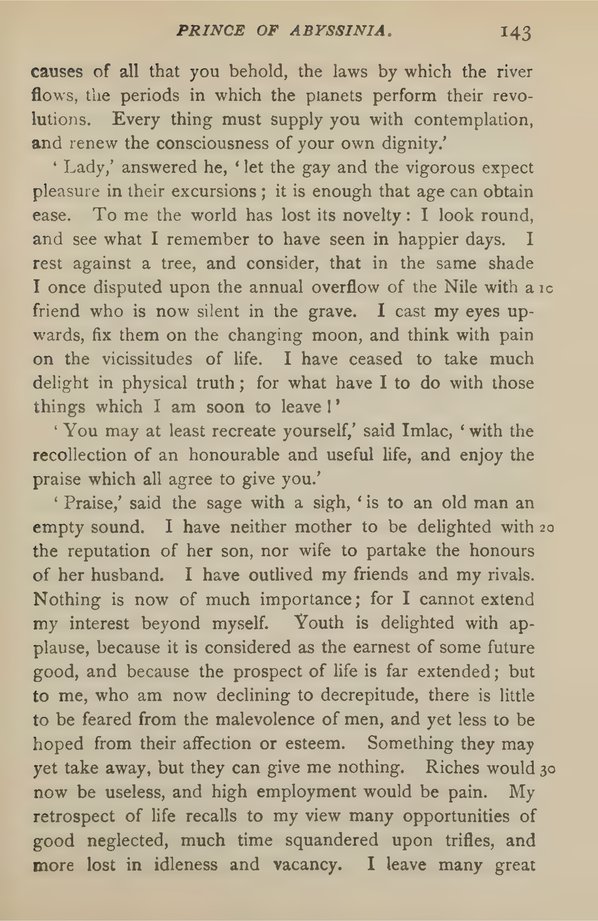 PRINCE OF ABYSSINIA. 143
causes of all that you behold, the laws by which the river
flows, the periods in which the planets perform their revo-
lutions. Every thing must supply you with contemplation,
and renew the consciousness of your own dignity.’
‘ Lady,’ answered he, ‘ let the gay and the vigorous expect
pleasure in their excursions ; it is enough that age can obtain
ease. To me the world has lost its novelty : I look round,
and see what I remember to have seen in happier days. I
rest against a tree, and consider, that in the same shade
I once disputed upon the annual overflow of the Nile with a 10
friend who is now silent in the grave. I cast my eyes up-
wards, fix them on the changing moon, and think with pain
on the vicissitudes of life. I have ceased to take much
delight in physical truth ; for what have I to do with those
things which I am soon to leave !’
‘ You may at least recreate yourself,’ said Imlac, ‘ with the
recollection of an honourable and useful life, and enjoy the
praise which all agree to give you.’
‘ Praise,’ said the sage with a sigh, ‘ is to an old man an
empty sound. I have neither mother to be delighted with 20
the reputation of her son, nor wife to partake the honours
of her husband. I have outlived my friends and my rivals.
Nothing is now of much importance ; for I cannot extend
my interest beyond myself. Youth is delighted with ap-
plause, because it is considered as the earnest of some future
good, and because the prospect of life is far extended ; but
to me, who am now declining to decrepitude, there is little
to be feared from the malevolence of men, and yet less to be
hoped from their affection or esteem. Something they may
yet take away, but they can give me nothing. Riches would 30
now be useless, and high employment would be pain. My
retrospect of life recalls to my view many opportunities of
good neglected, much time squandered upon trifles, and
more lost in idleness and vacancy. I leave many great